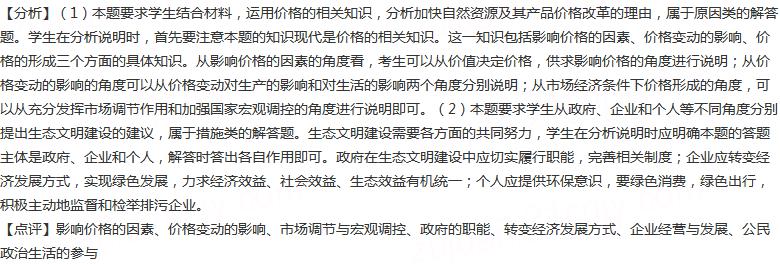 【分析】（1）本题要求学生结合材料，运用价格的相关知识，分析加快自然资源及其产品价格改革的理由，属于原因类的解答
题。学生在分析说明时，首先要注意本题的知识现代是价格的相关知识。这一知识包括影响价格的因素、价格变动的影响、价
格的形成三个方面的具体知识。从影响价格的因素的角度看，考生可以从价值决定价格，供求影响价格的角度进行说明；从价
格变动的影响的角度可以从价格变动对生产的影响和对生活的影响两个角度分别说明；从市场经济条件下价格形成的角度，可
以从充分发挥市场调节作用和加强国家宏观调控的角度进行说明即可。（2）本题要求学生从政府、企业和个人等不同角度分别
提出生态文明建设的建议，属于措施类的解答题。生态文明建设需要各方面的共同努力，学生在分析说明时应明确本题的答题
主体是政府、企业和个人，解答时答出各自作用即可。政府在生态文明建设中应切实履行职能，完善相关制度；企业应转变经
济发展方式，实现绿色发展，力求经济效益、社会效益、生态效益有机统一；个人应提供环保意识，要绿色消费，绿色出行，
积极主动地监督和检举排污企业。
【点评】影响价格的因素、价格变动的影响、市场调节与宏观调控、政府的职能、转变经济发展方式、企业经营与发展、公民
政治生活的参与